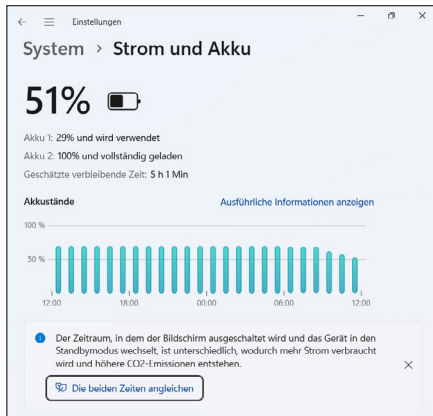 Einstellungen
System > Strom und Akku
51%
Akku 1: 29% und wird verwendet
Akku 2: 100% und vollständig geladen
Geschätzte verbleibende Zeit: 5 h 1 Min
Akkustände
Ausführliche Informationen anzeigen
100 %
50 %
12:00 18:00 00:00 06:00 12:00
Der Zeitraum, in dem der Bildschirm ausgeschaltet wird und das Gerät in den
Standbymodus wechselt, ist unterschiedlich, wodurch mehr Strom verbraucht
wird und höhere CO2-Emissionen entstehen.
Die beiden Zeiten angleichen